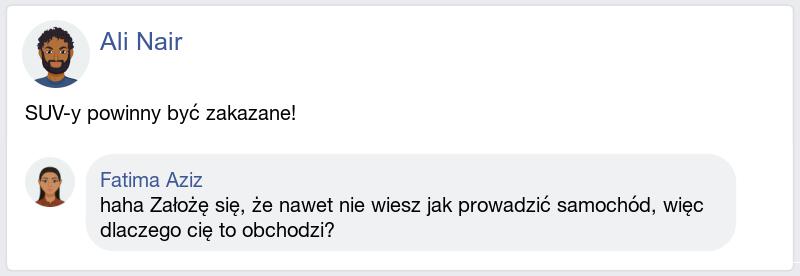 Ali Nair
SUV-y powinny być zakazane!
Fatima Aziz
haha Założę się, że nawet nie wiesz jak prowadzić samochód, więc
dlaczego cię to obchodzi?